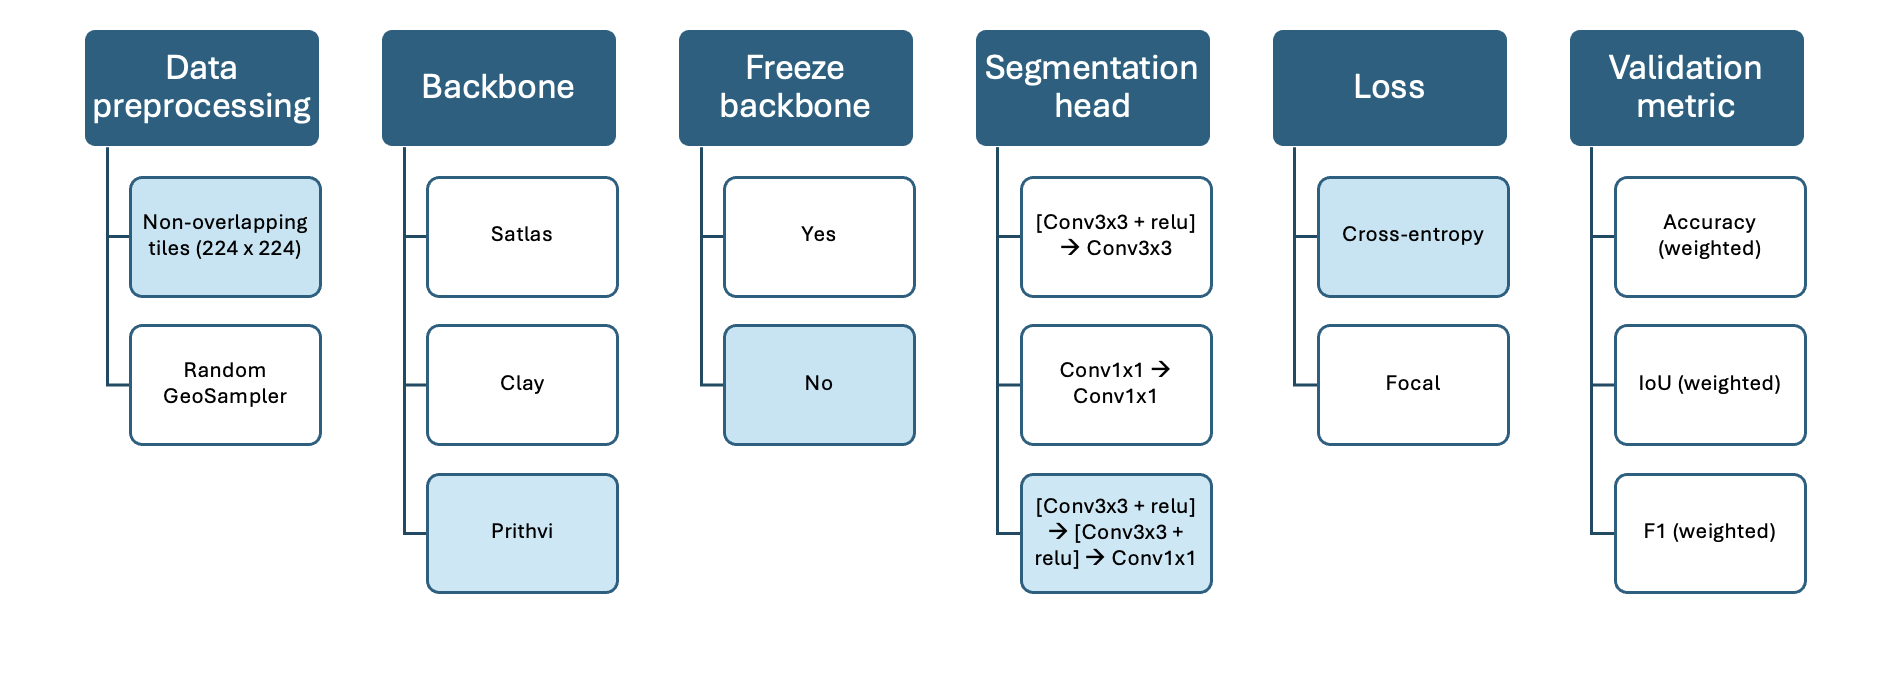 Data
preprocessing
Non-overlapping
tiles (224 x 224)
Random
GeoSampler
Backbone
Satlas
Clay
Prithvi
Freeze
backbone
Yes
No
Segmentation
head
[Conv3x3 + relu]
→ Conv3x3
Conv1x1 →
Conv1x1
[Conv3x3 + relu]
→ [Conv3x3 +
relu] → Conv1x1
Loss
Cross-entropy
Focal
Validation
metric
Accuracy
(weighted)
IoU (weighted)
F1 (weighted)